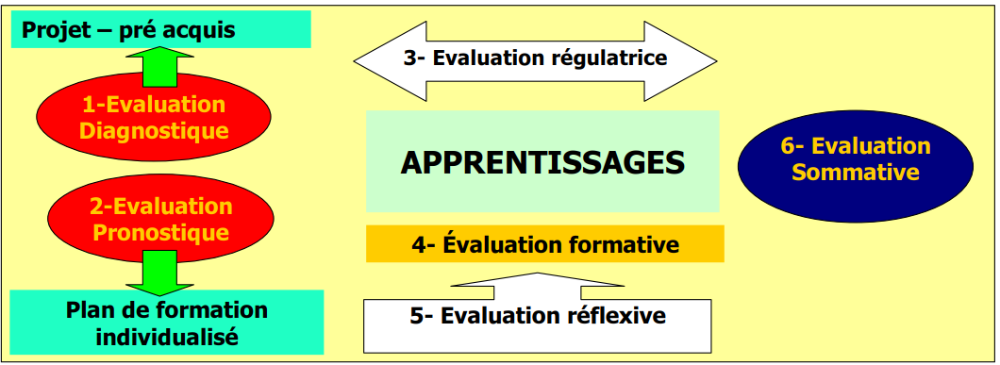 Projet – pré acquis
1-Evaluation
Diagnostique
2-Evaluation
Pronostique
Plan de formation
individualisé
3- Evaluation régulatrice
APPRENTISSAGES
4- Évaluation formative
5- Evaluation réflexive
6- Evaluation
Sommative